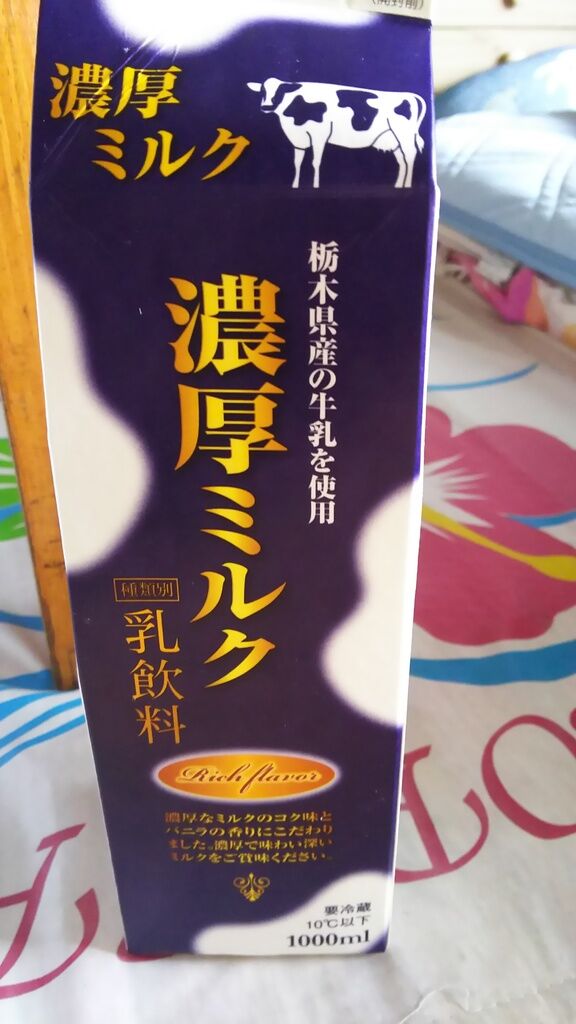 (開封前)
濃厚
ミルク
栃木県産の牛乳を使用
濃厚ミルク
種類別
乳飲料
Rich flavor
濃厚なミルクのコク味と
バニラの香りにこだわり
ました。濃厚で味わい深い
ミルクをご賞味ください。
要冷蔵
10℃以下
1000ml